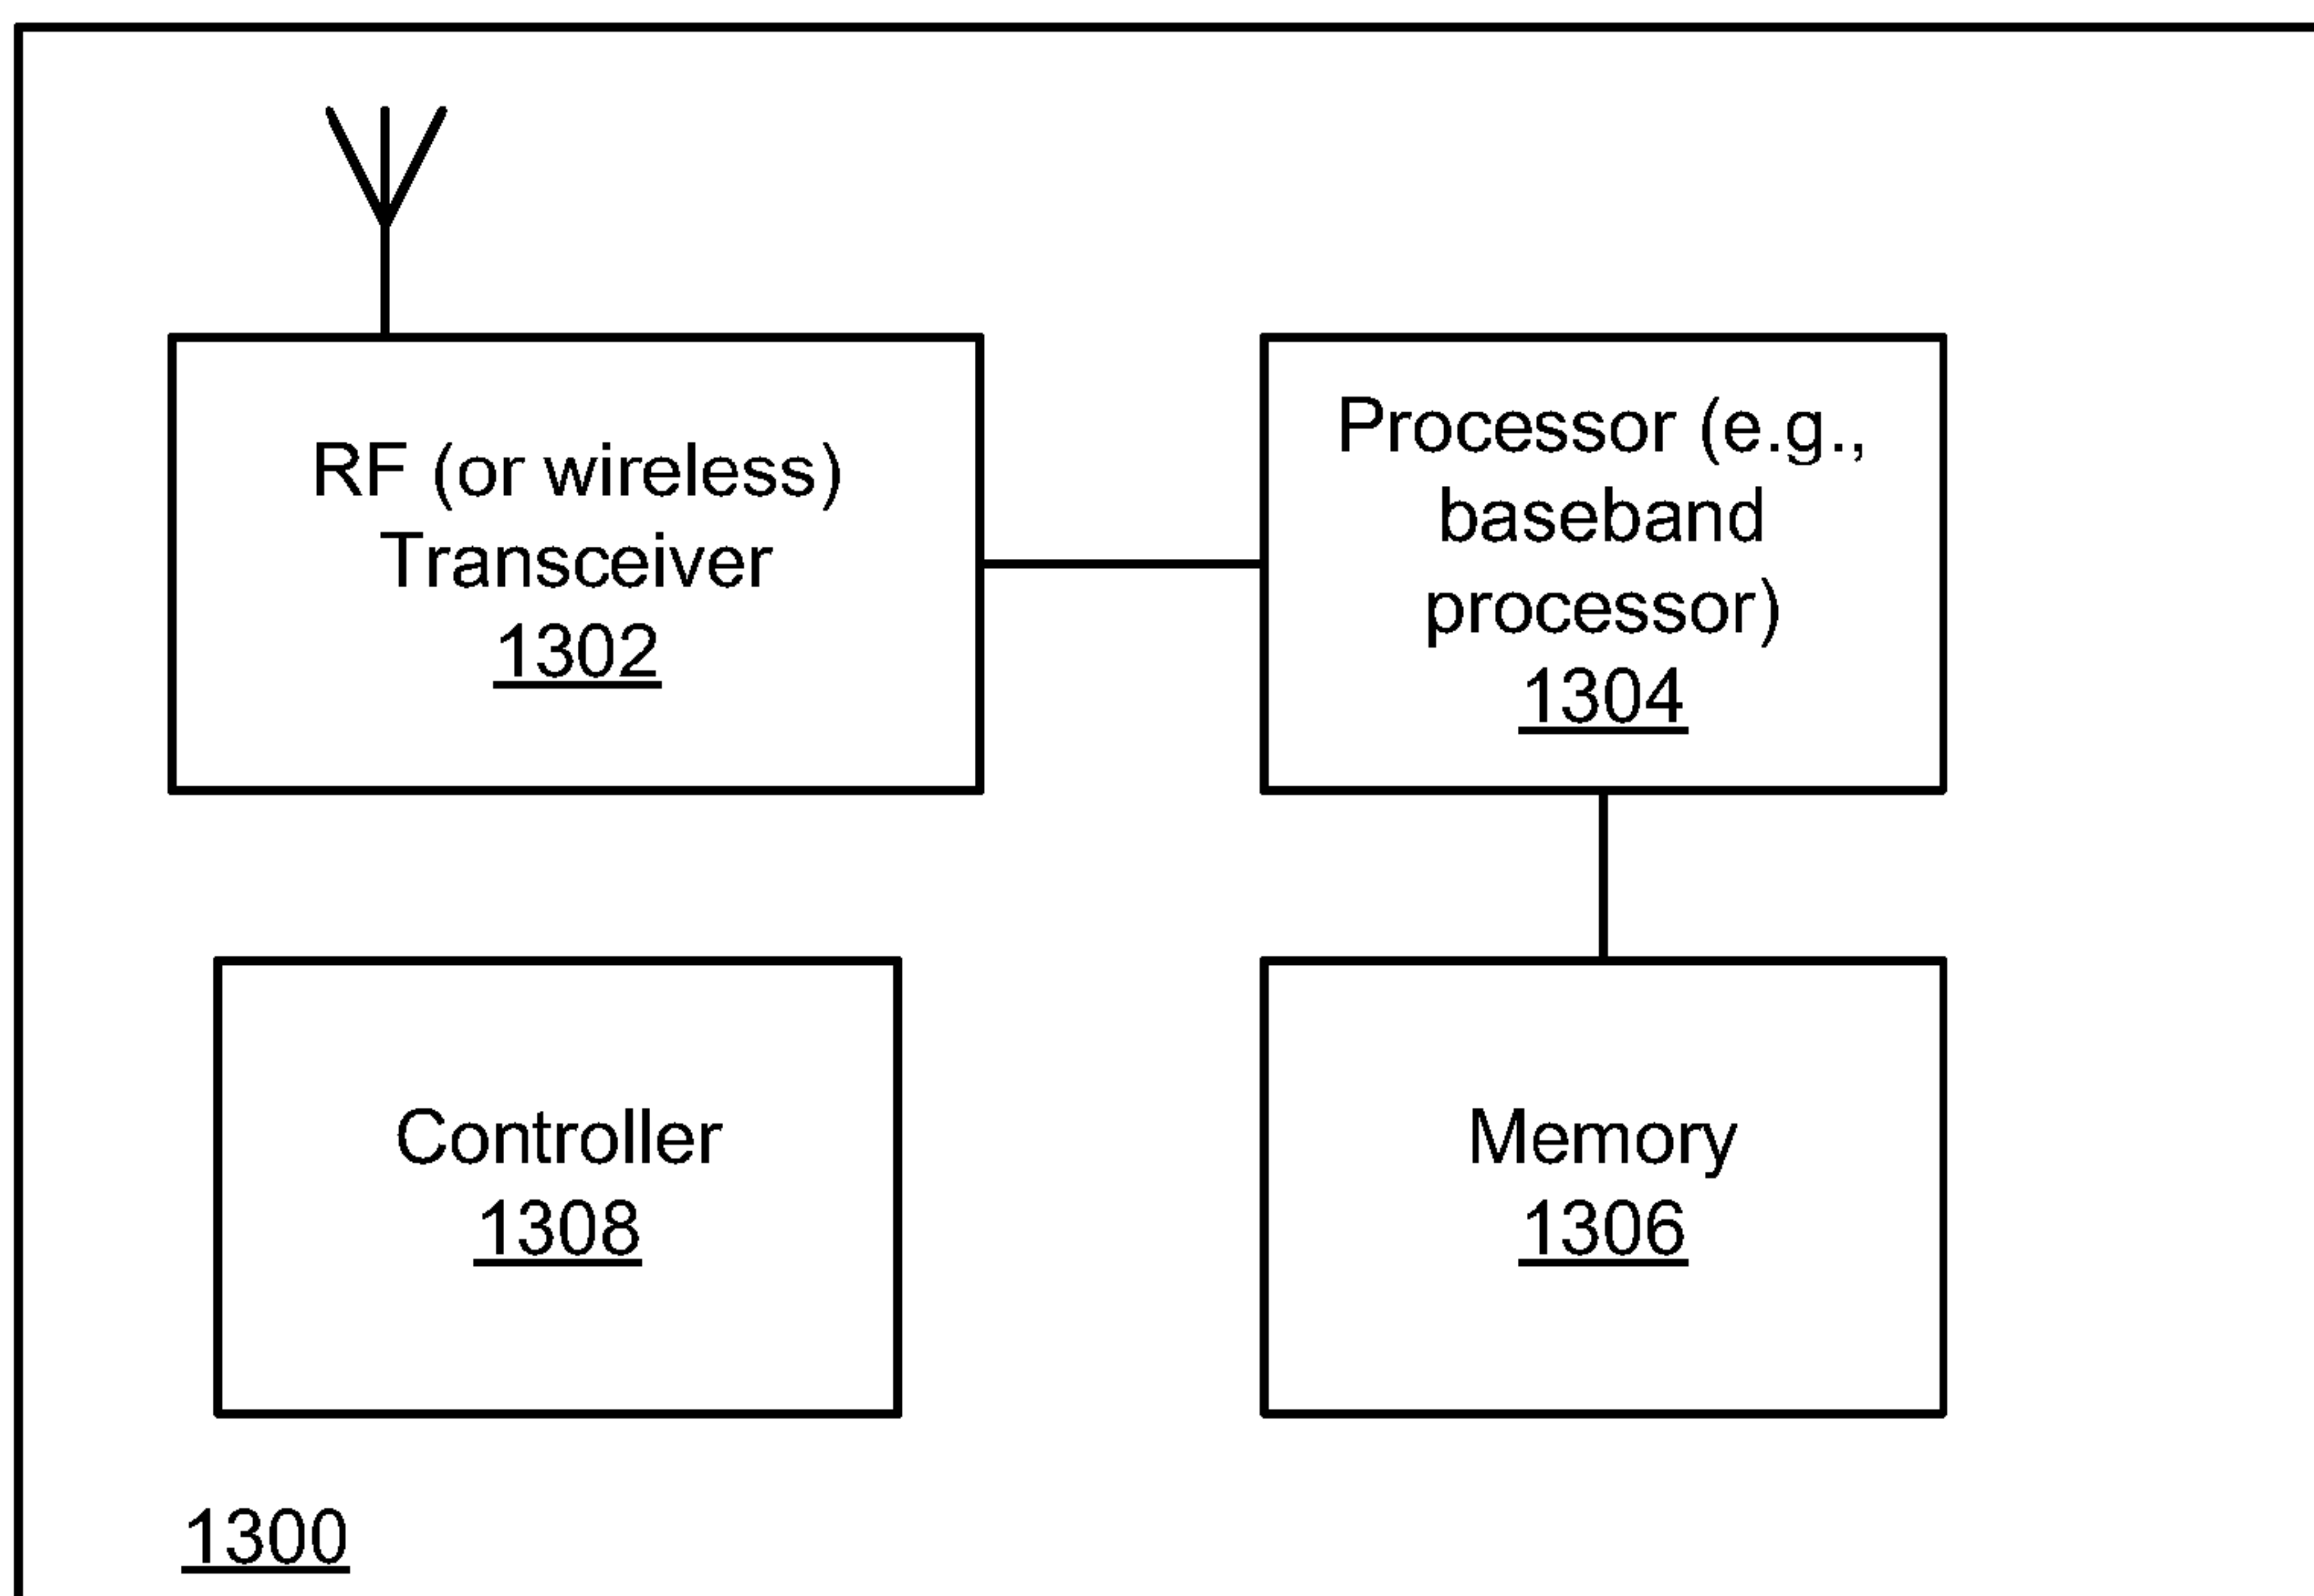 RF (or wireless)
Transceiver
1302
Processor (e.g.,
baseband
processor)
1304
Controller
1308
Memory
1306
1300